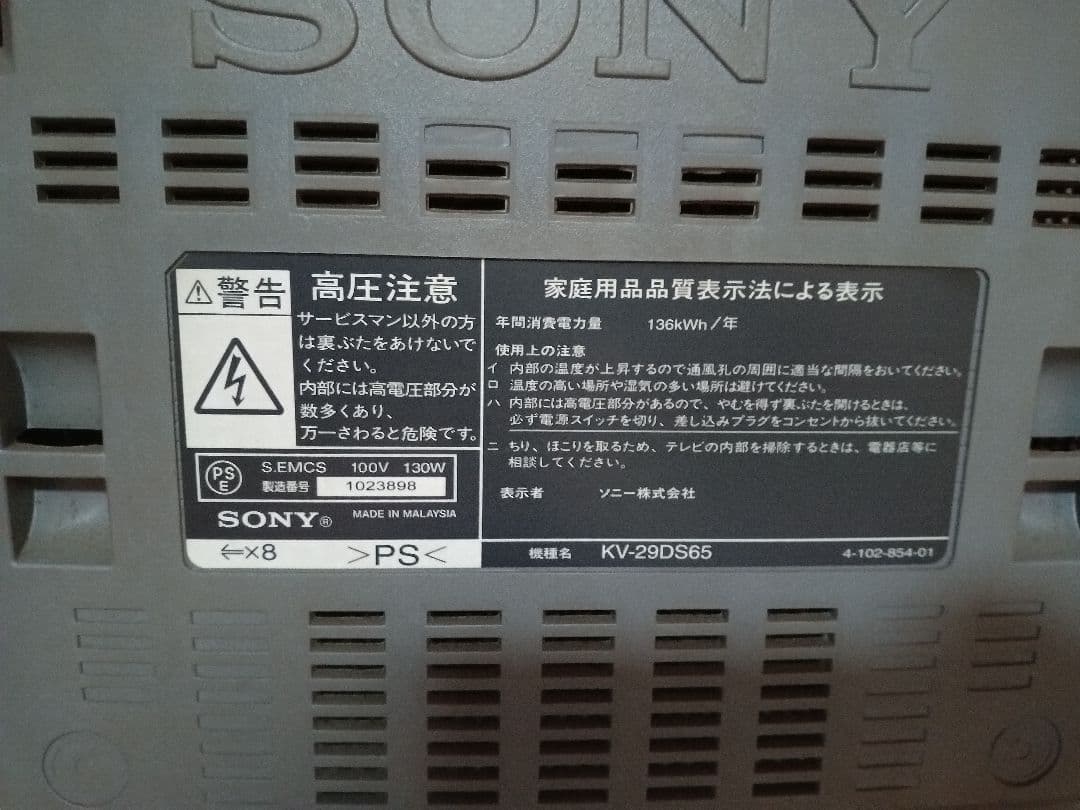 SONY
警告
高圧注意
サービスマン以外の方
は裏ぶたをあけないで
ください。
内部には高電圧部分が
数多くあり、
万一さわると危険です。
PS
E
S.EMCS 100V 130W
製造番号 1023898
SONY® MADE IN MALAYSIA
⇐×8 >PS<
家庭用品品質表示法による表示
年間消費電力量 136kWh/年
使用上の注意
イ 内部の温度が上昇するので通風孔の周囲に適当な間隔をおいてください。
ロ 温度の高い場所や湿気の多い場所は避けてください。
ハ 内部には高電圧部分があるので、やむを得ず裏ぶたを開けるときは、
必ず電源スイッチを切り、差し込みプラグをコンセントから抜いてください。
ニ ちり、ほこりを取るため、テレビの内部を掃除するときは、電器店等に
相談してください。
表示者 ソニー株式会社
機種名 KV-29DS65 4-102-854-01